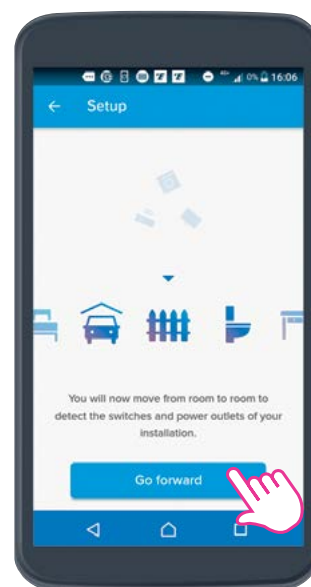 0% 16:06
Setup
You will now move from room to room to
detect the switches and power outlets of your
installation.
Go forward